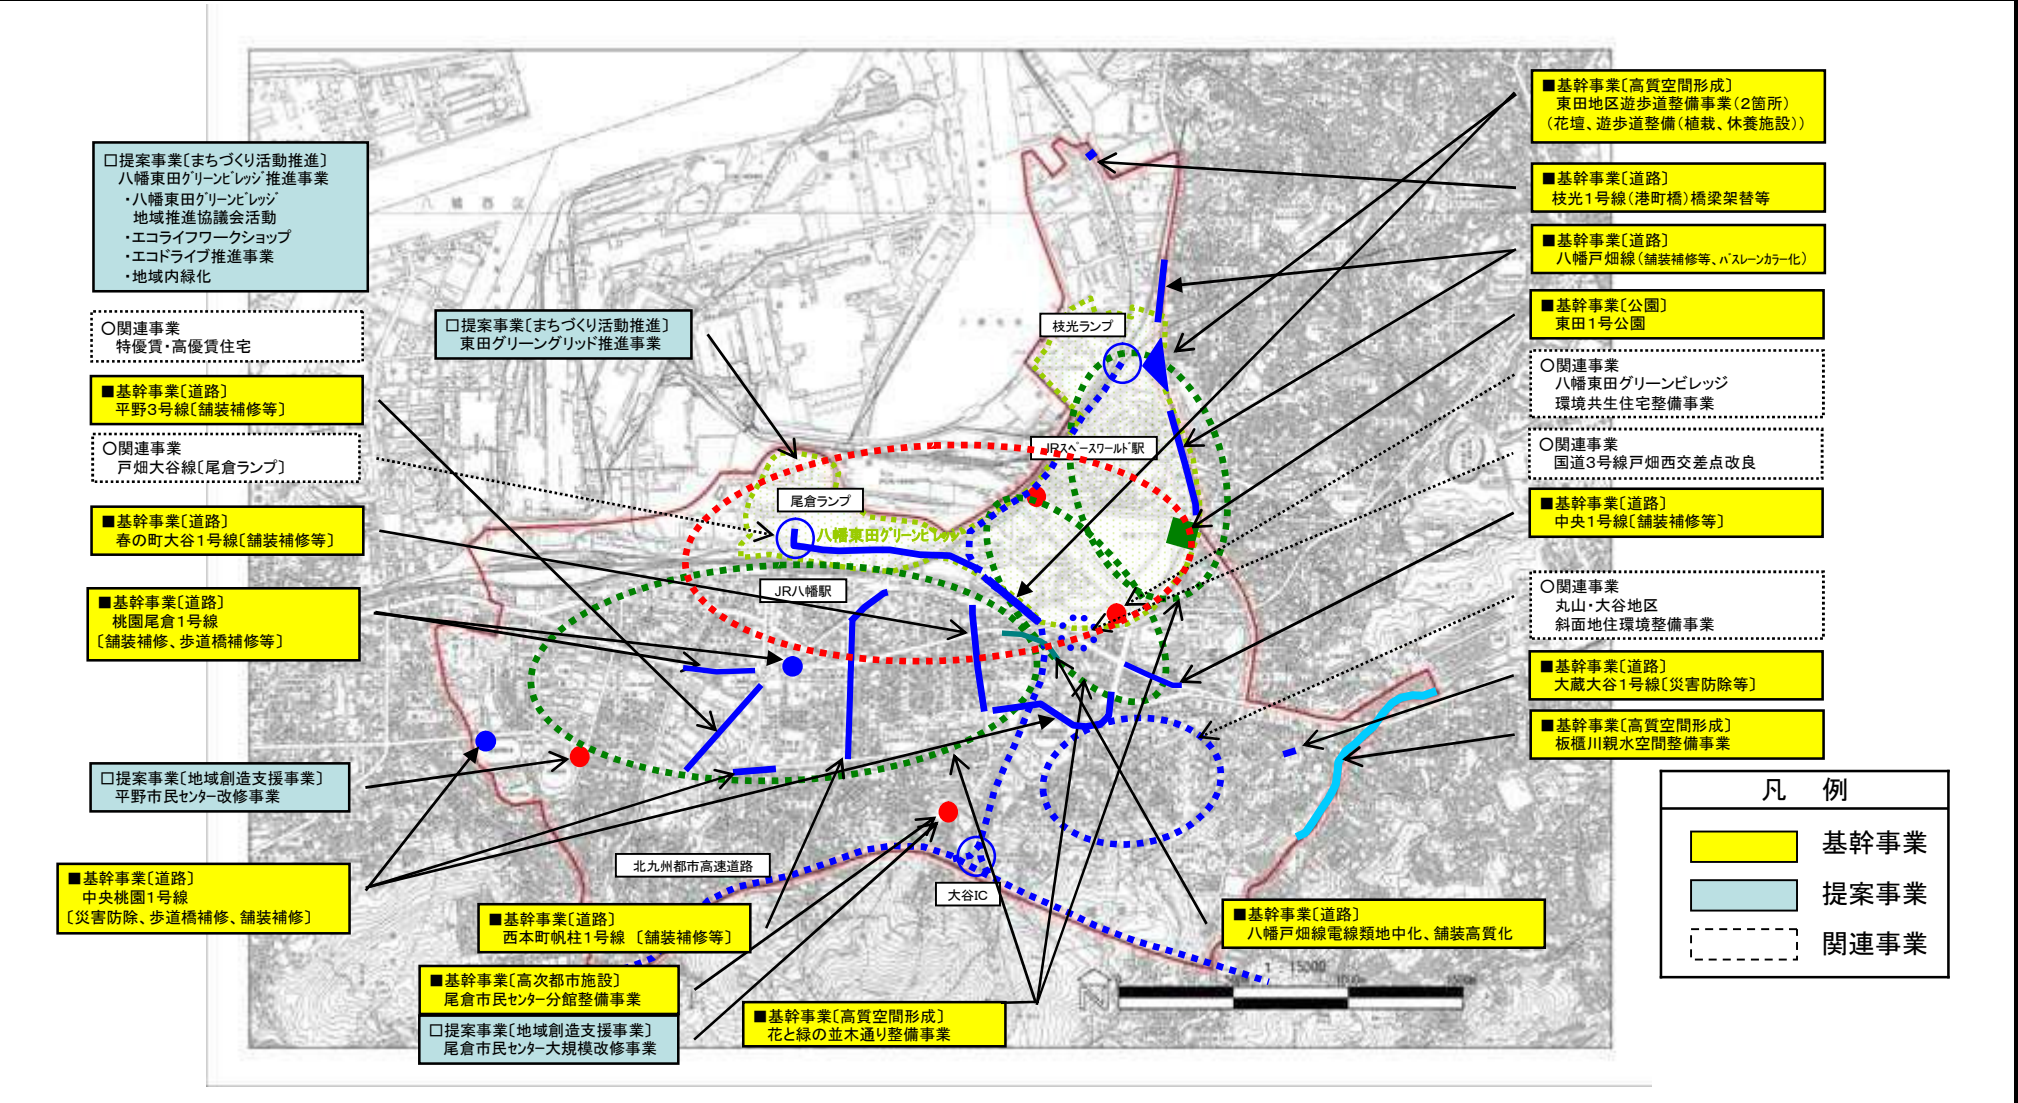 □提案事業〔まちづくり活動推進〕
八幡東田グリーンビレッジ推進事業
・八幡東田グリーンビレッジ
地域推進協議会活動
・エコライフワークショップ
・エコドライブ推進事業
・地域内緑化
○関連事業
特優賃・高優賃住宅
■基幹事業〔道路〕
平野3号線〔舗装補修等〕
○関連事業
戸畑大谷線〔尾倉ランプ〕
■基幹事業〔道路〕
春の町大谷1号線〔舗装補修等〕
■基幹事業〔道路〕
桃園尾倉1号線
〔舗装補修、歩道橋補修等〕
□提案事業〔地域創造支援事業〕
平野市民センター改修事業
■基幹事業〔道路〕
中央桃園1号線
〔災害防除、歩道橋補修、舗装補修〕
□提案事業〔まちづくり活動推進〕
東田グリーングリッド推進事業
枝光ランプ
JRスペースワールド駅
尾倉ランプ
八幡東田グリーンビレッジ
JR八幡駅
北九州都市高速道路
大谷IC
■基幹事業〔道路〕
西本町帆柱1号線 〔舗装補修等〕
■基幹事業〔高次都市施設〕
尾倉市民センター分館整備事業
□提案事業〔地域創造支援事業〕
尾倉市民センター大規模改修事業
■基幹事業〔高質空間形成〕
花と緑の並木通り整備事業
■基幹事業〔道路〕
八幡戸畑線電線類地中化、舗装高質化
1:15000
■基幹事業〔高質空間形成〕
東田地区遊歩道整備事業（2箇所）
（花壇、遊歩道整備（植栽、休養施設））
■基幹事業〔道路〕
枝光1号線（港町橋）橋梁架替等
■基幹事業〔道路〕
八幡戸畑線（舗装補修等、バスレーンカラー化）
■基幹事業〔公園〕
東田1号公園
○関連事業
八幡東田グリーンビレッジ
環境共生住宅整備事業
○関連事業
国道3号線戸畑西交差点改良
■基幹事業〔道路〕
中央1号線〔舗装補修等〕
○関連事業
丸山・大谷地区
斜面地住環境整備事業
■基幹事業〔道路〕
大蔵大谷1号線〔災害防除等〕
■基幹事業〔高質空間形成〕
板櫃川親水空間整備事業
凡 例
基幹事業
提案事業
関連事業